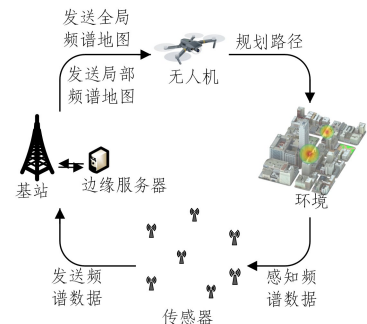 发送全局
频谱地图
发送局部
频谱地图
无人机
规划路径
基站
边缘服务器
环境
发送频
谱数据
感知频
谱数据
传感器